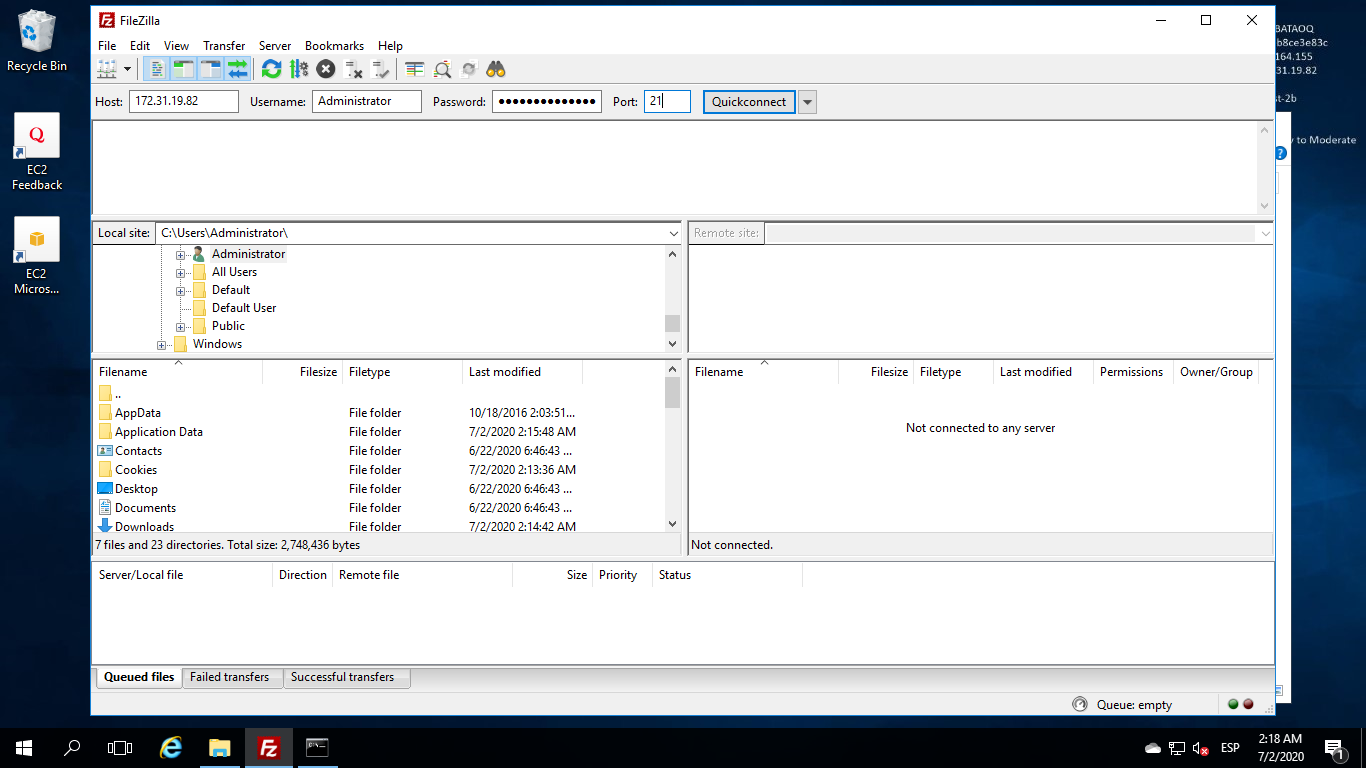 Recycle Bin
EC2 Feedback
EC2 Micros...
FileZilla
File Edit View Transfer Server Bookmarks Help
Host: 172.31.19.82 Username: Administrator Password: ●●●●●●●●●●●●●● Port: 21 Quickconnect
BATAOQ
b8ce3e83c
164.155
31.19.82
st-2b
y to Moderate
Local site: C:\Users\Administrator\
Administrator
All Users
Default
Default User
Public
Windows
Remote site:
Filename Filesize Filetype Last modified
..
AppData File folder 10/18/2016 2:03:51...
Application Data File folder 7/2/2020 2:15:48 AM
Contacts File folder 6/22/2020 6:46:43 ...
Cookies File folder 7/2/2020 2:13:36 AM
Desktop File folder 6/22/2020 6:46:43 ...
Documents File folder 6/22/2020 6:46:43 ...
Downloads File folder 7/2/2020 2:14:42 AM
7 files and 23 directories. Total size: 2,748,436 bytes
Filename Filesize Filetype Last modified Permissions Owner/Group
Not connected to any server
Not connected.
Server/Local file Direction Remote file Size Priority Status
Queued files Failed transfers Successful transfers
Queue: empty
ESP
2:18 AM
7/2/2020
1